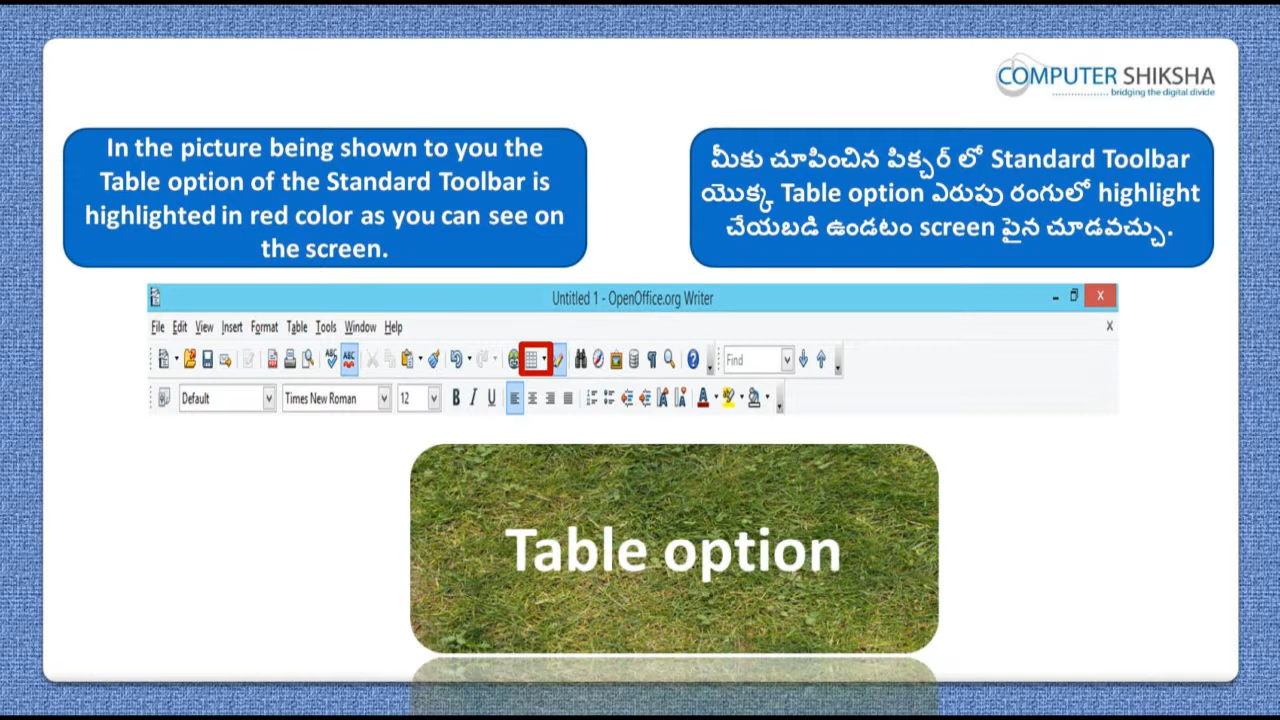 COMPUTER SHIKSHA
bridging the digital divide
In the picture being shown to you the
Table option of the Standard Toolbar is
highlighted in red color as you can see on
the screen.
మీకు చూపించిన పిక్చర్ లో Standard Toolbar
యొక్క Table option ఎరుపు రంగులో highlight
చేయబడి ఉండటం screen పైన చూడవచ్చు.
Untitled 1 - OpenOffice.org Writer
File Edit View Insert Format Table Tools Window Help
ABC ABC Find
Default Times New Roman 12 B I U A
Table option